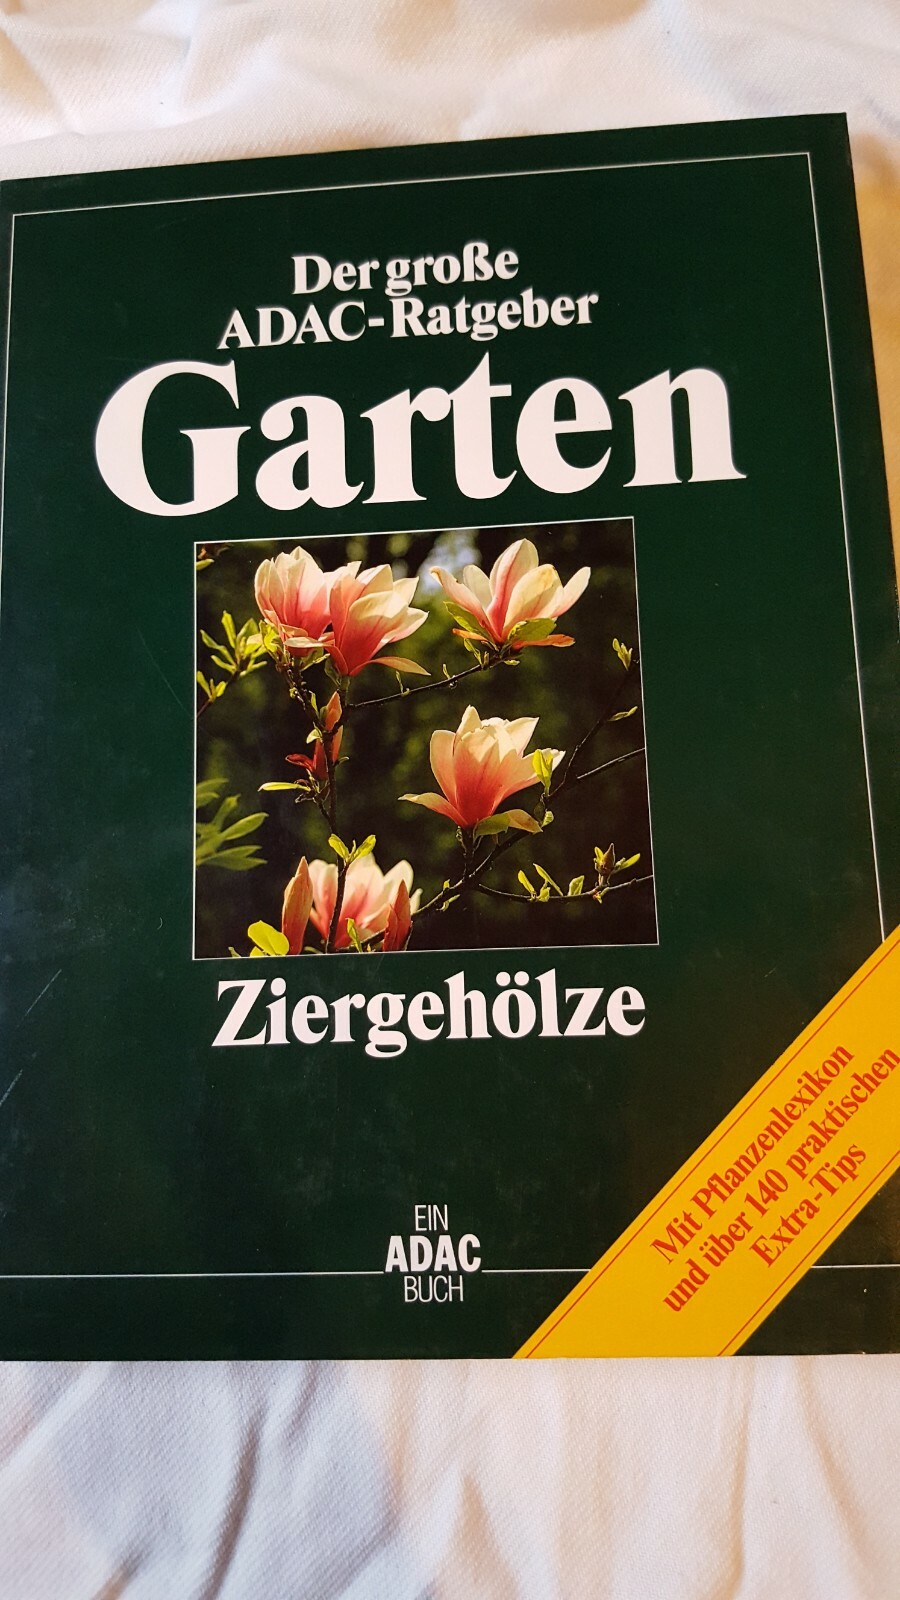 Der große
ADAC-Ratgeber
Garten
Ziergehölze
Mit Pflanzenlexikon
und über 140 praktischen
Extra-Tips
EIN
ADAC
BUCH